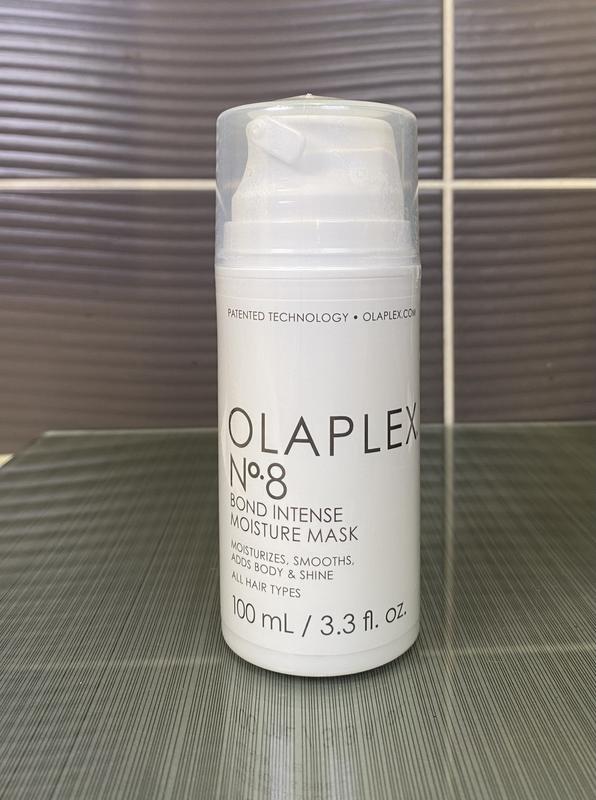 PATENTED TECHNOLOGY • OLAPLEX.COM
OLAPLEX.
Nº.8
BOND INTENSE
MOISTURE MASK
MOISTURIZES, SMOOTHS,
ADDS BODY & SHINE
ALL HAIR TYPES
100 mL / 3.3 fl. oz.